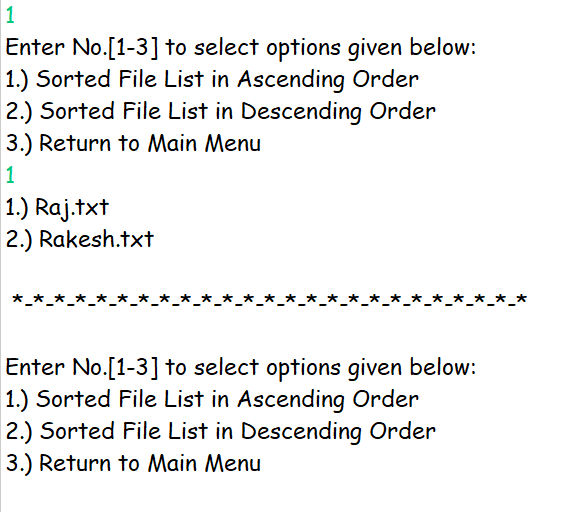 1
Enter No.[1-3] to select options given below:
1.) Sorted File List in Ascending Order
2.) Sorted File List in Descending Order
3.) Return to Main Menu
1
1.) Raj.txt
2.) Rakesh.txt
*-*-*-*-*-*-*-*-*-*-*-*-*-*-*-*-*-*-*-*-*-*-*-*-*
Enter No.[1-3] to select options given below:
1.) Sorted File List in Ascending Order
2.) Sorted File List in Descending Order
3.) Return to Main Menu